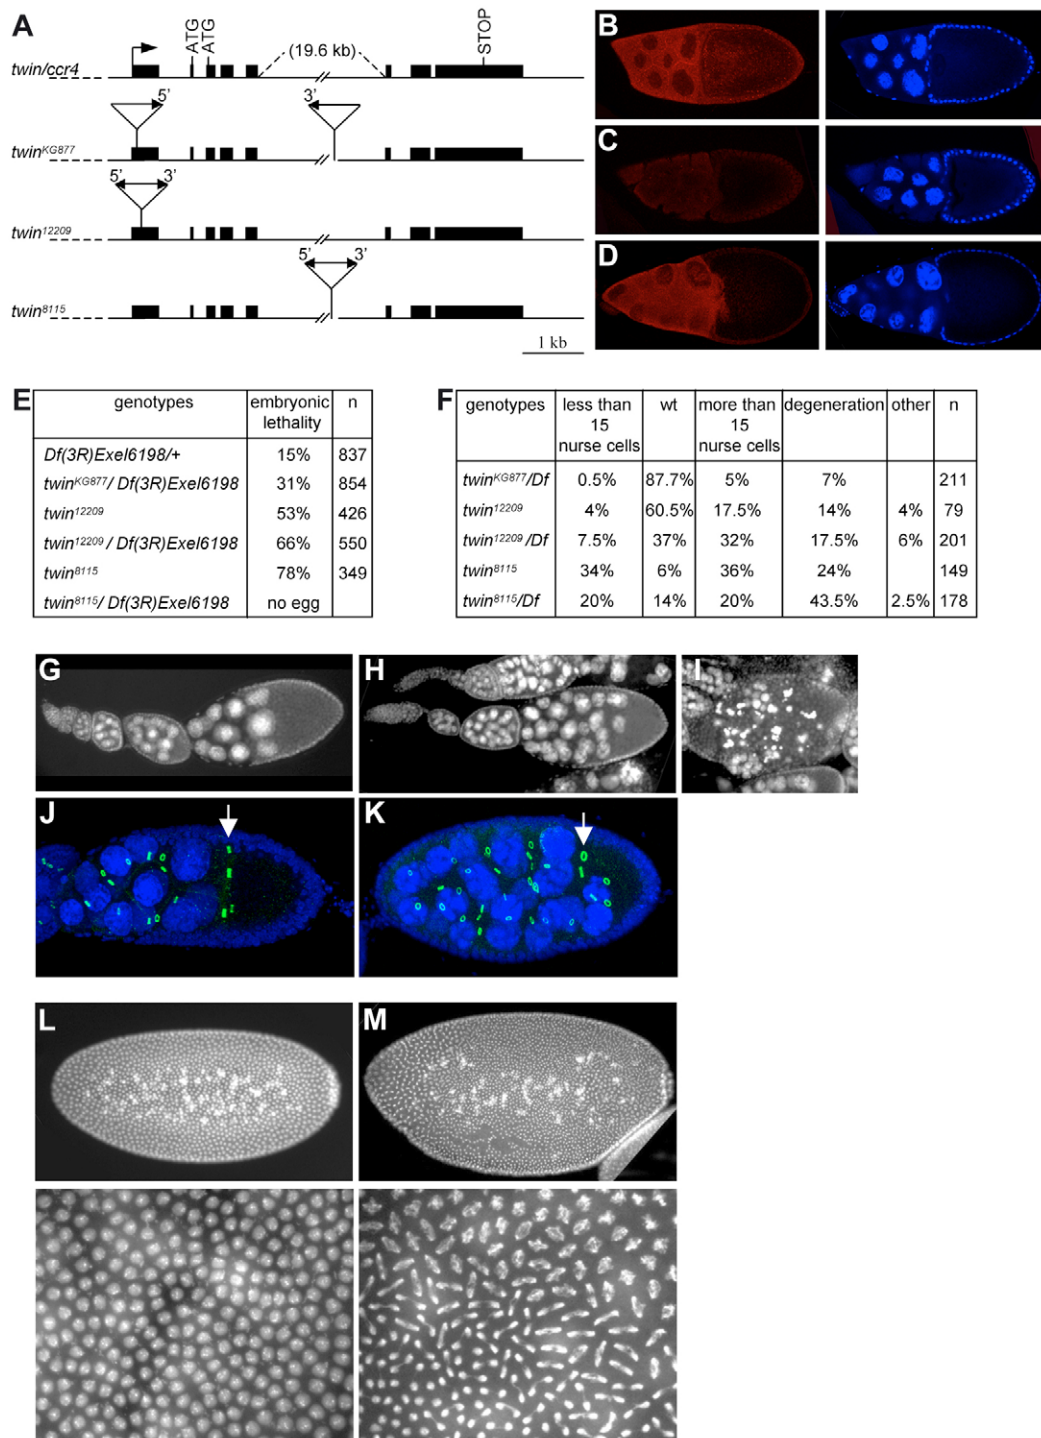 A
ATG
ATG
(19.6 kb)
STOP
twin/ccr4
5’
3’
twinKG877
5’ 3’
twin12209
5’ 3’
twin8115
1 kb
B
C
D
E
genotypes embryonic lethality n
Df(3R)Exel6198/+ 15% 837
twinKG877/ Df(3R)Exel6198 31% 854
twin12209 53% 426
twin12209/ Df(3R)Exel6198 66% 550
twin8115 78% 349
twin8115/ Df(3R)Exel6198 no egg
F
genotypes less than 15 nurse cells wt more than 15 nurse cells degeneration other n
twinKG877/Df 0.5% 87.7% 5% 7% 211
twin12209 4% 60.5% 17.5% 14% 4% 79
twin12209/Df 7.5% 37% 32% 17.5% 6% 201
twin8115 34% 6% 36% 24% 149
twin8115/Df 20% 14% 20% 43.5% 2.5% 178
G
H
I
J
K
L
M